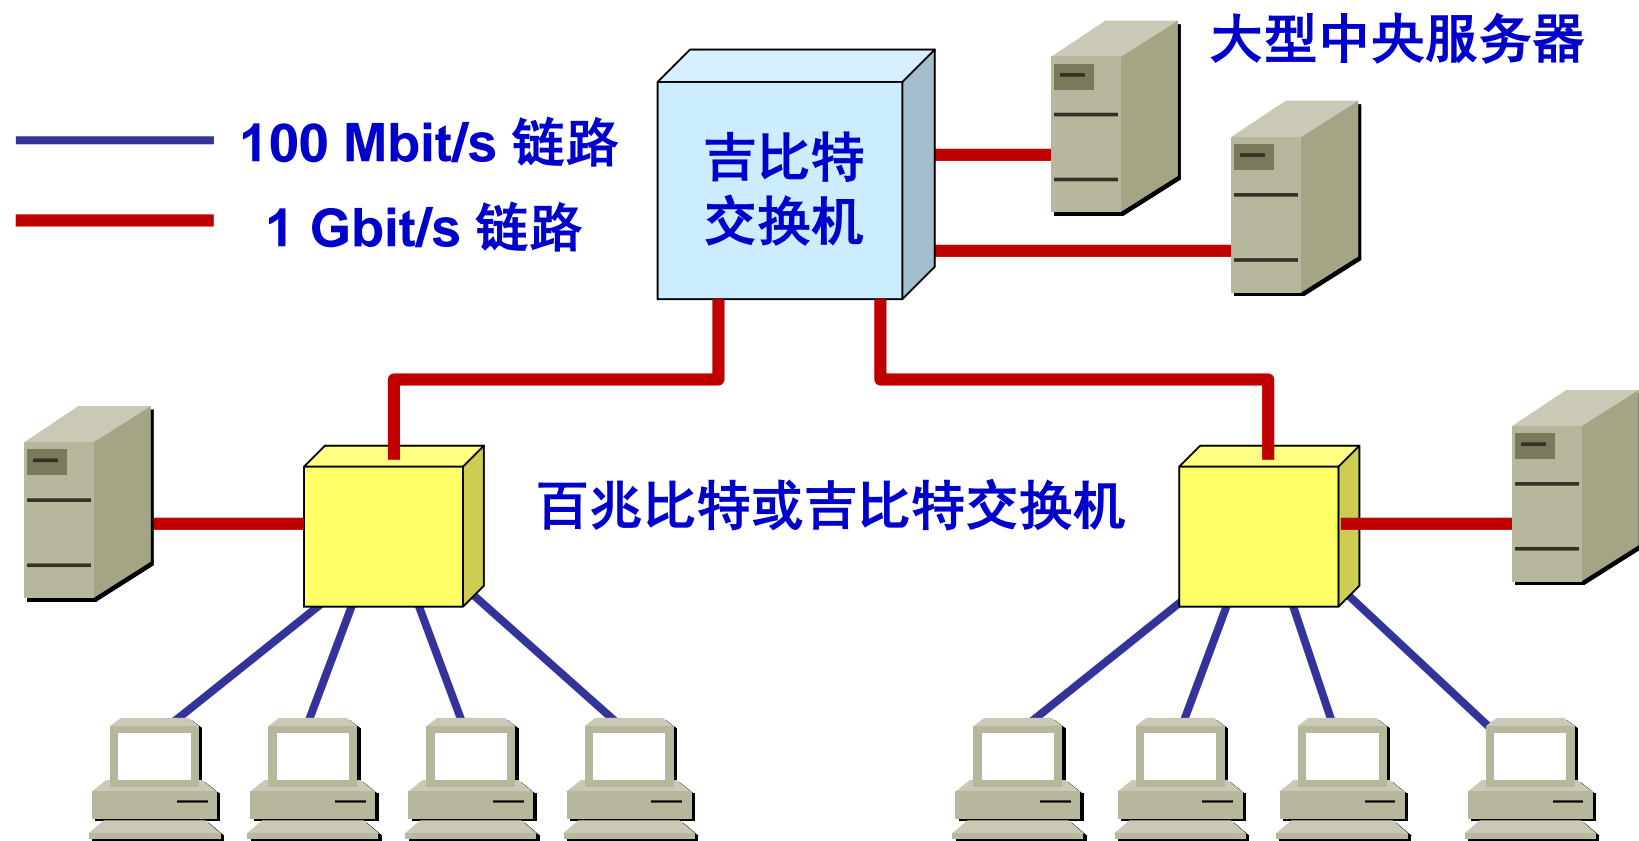 大型中央服务器
100 Mbit/s 链路
1 Gbit/s 链路
吉比特
交换机
百兆比特或吉比特交换机